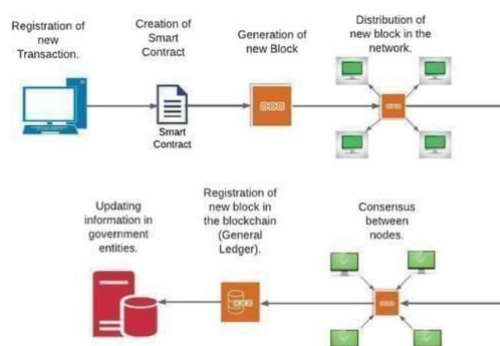 Registration of
new
Transaction.
Creation of
Smart
Contract
Smart
Contract
Generation of
new Block
Distribution of
new block in the
network.
Updating
information in
government
entities.
Registration of
new block in
the blockchain
(General
Ledger).
Consensus
between
nodes.